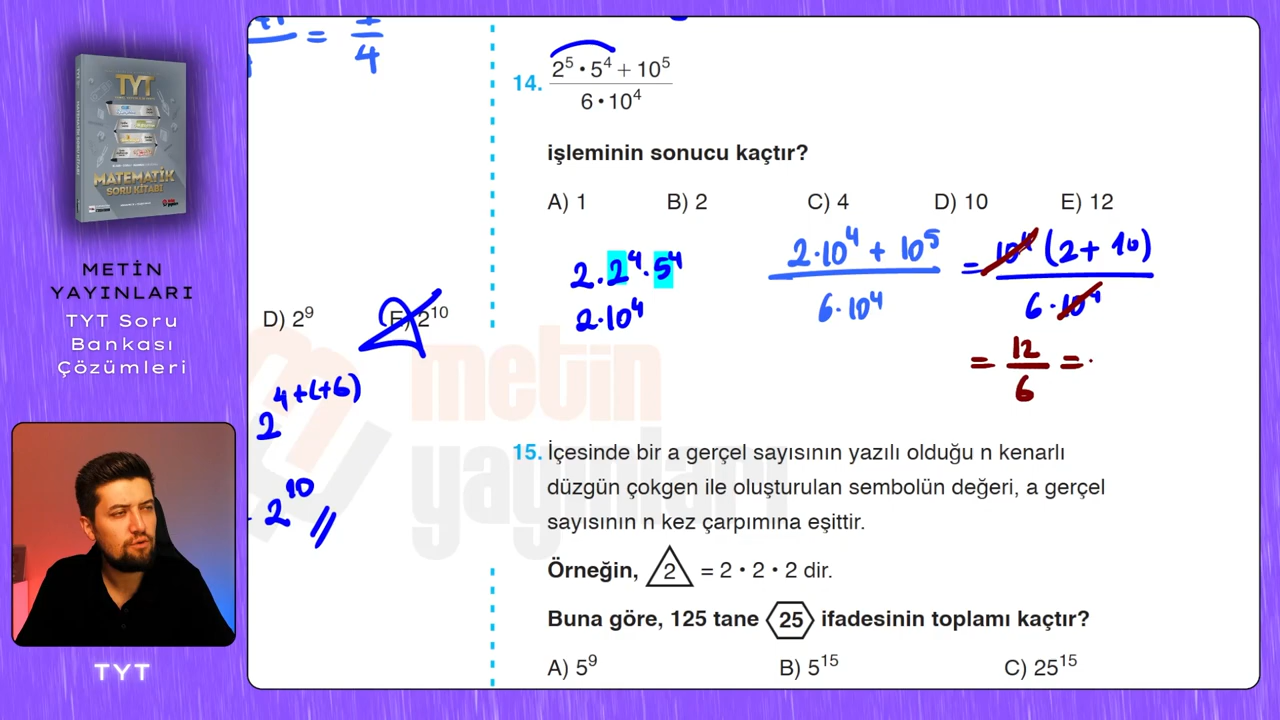 TYT
MATEMATİK
SORU KİTABI
METİN
YAYINLARI
TYT Soru
Bankası
Çözümleri
TYT
4
D) 2⁹
E) 2¹⁰
2⁴⁺⁽⁺⁶⁾
2¹⁰ //
14. (2⁵ • 5⁴ + 10⁵) / (6 • 10⁴)
işleminin sonucu kaçtır?
A) 1 B) 2 C) 4 D) 10 E) 12
2 · 2⁴ · 5⁴
2 · 10⁴
(2 · 10⁴ + 10⁵) / (6 · 10⁴) = 10⁴ (2 + 10) / (6 · 10⁴)
= 12 / 6 = 
metin
yayınları
15. İçesinde bir a gerçel sayısının yazılı olduğu n kenarlı
düzgün çokgen ile oluşturulan sembolün değeri, a gerçel
sayısının n kez çarpımına eşittir.
Örneğin, 2 = 2 • 2 • 2 dir.
Buna göre, 125 tane 25 ifadesinin toplamı kaçtır?
A) 5⁹ B) 5¹⁵ C) 25¹⁵